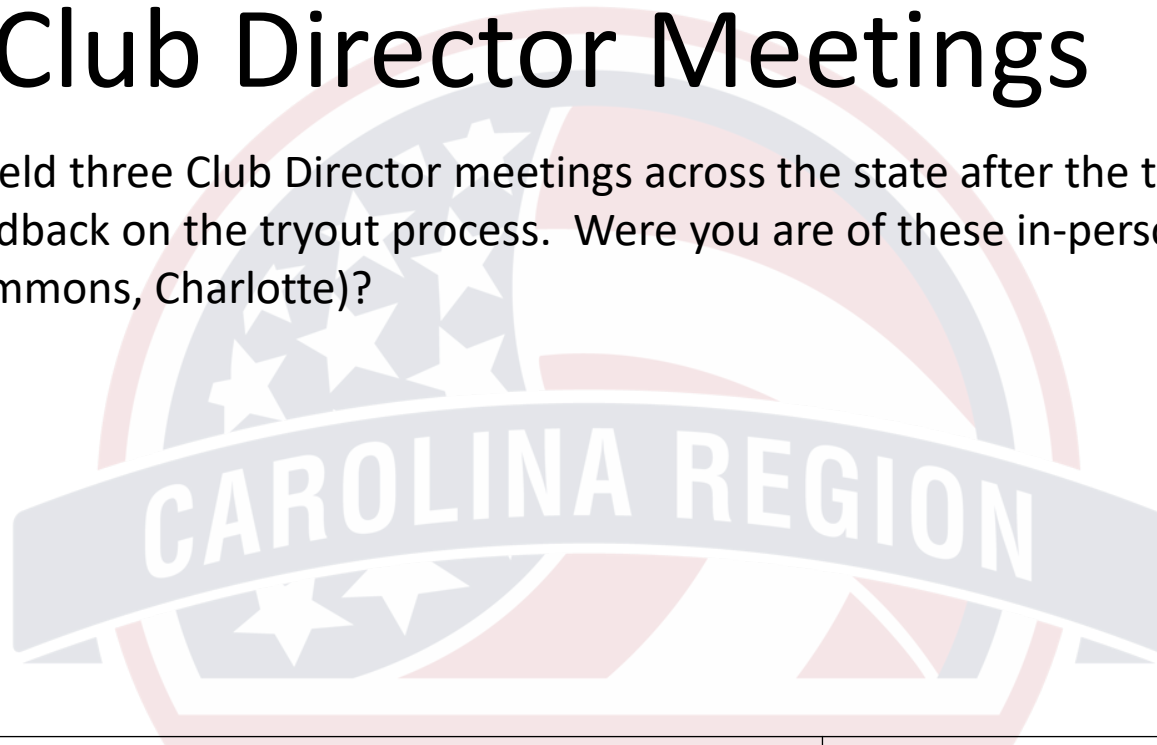 Club Director Meetings
eld three Club Director meetings across the state after the t
dback on the tryout process.  Were you are of these in-perso
mmons, Charlotte)?
CAROLINA REGION